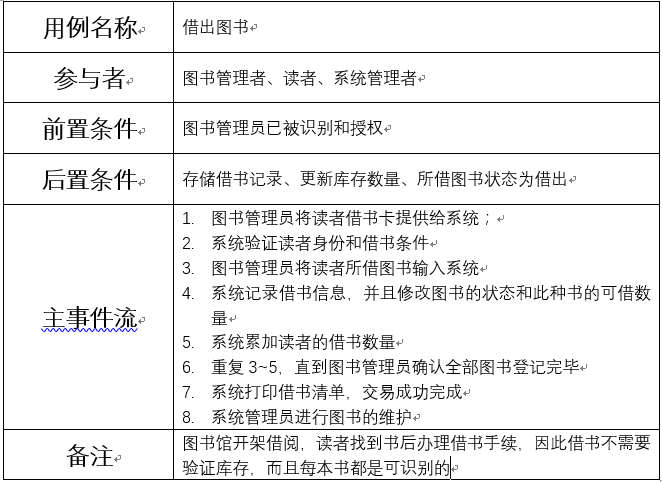 用例名称
借出图书
参与者
图书管理者、读者、系统管理者
前置条件
图书管理员已被识别和授权
后置条件
存储借书记录、更新库存数量、所借图书状态为借出
主事件流
1. 图书管理员将读者借书卡提供给系统；
2. 系统验证读者身份和借书条件
3. 图书管理员将读者所借图书输入系统
4. 系统记录借书信息，并且修改图书的状态和此种书的可借数
量
5. 系统累加读者的借书数量
6. 重复 3~5，直到图书管理员确认全部图书登记完毕
7. 系统打印借书清单，交易成功完成
8. 系统管理员进行图书的维护
备注
图书馆开架借阅，读者找到书后办理借书手续，因此借书不需要
验证库存，而且每本书都是可识别的